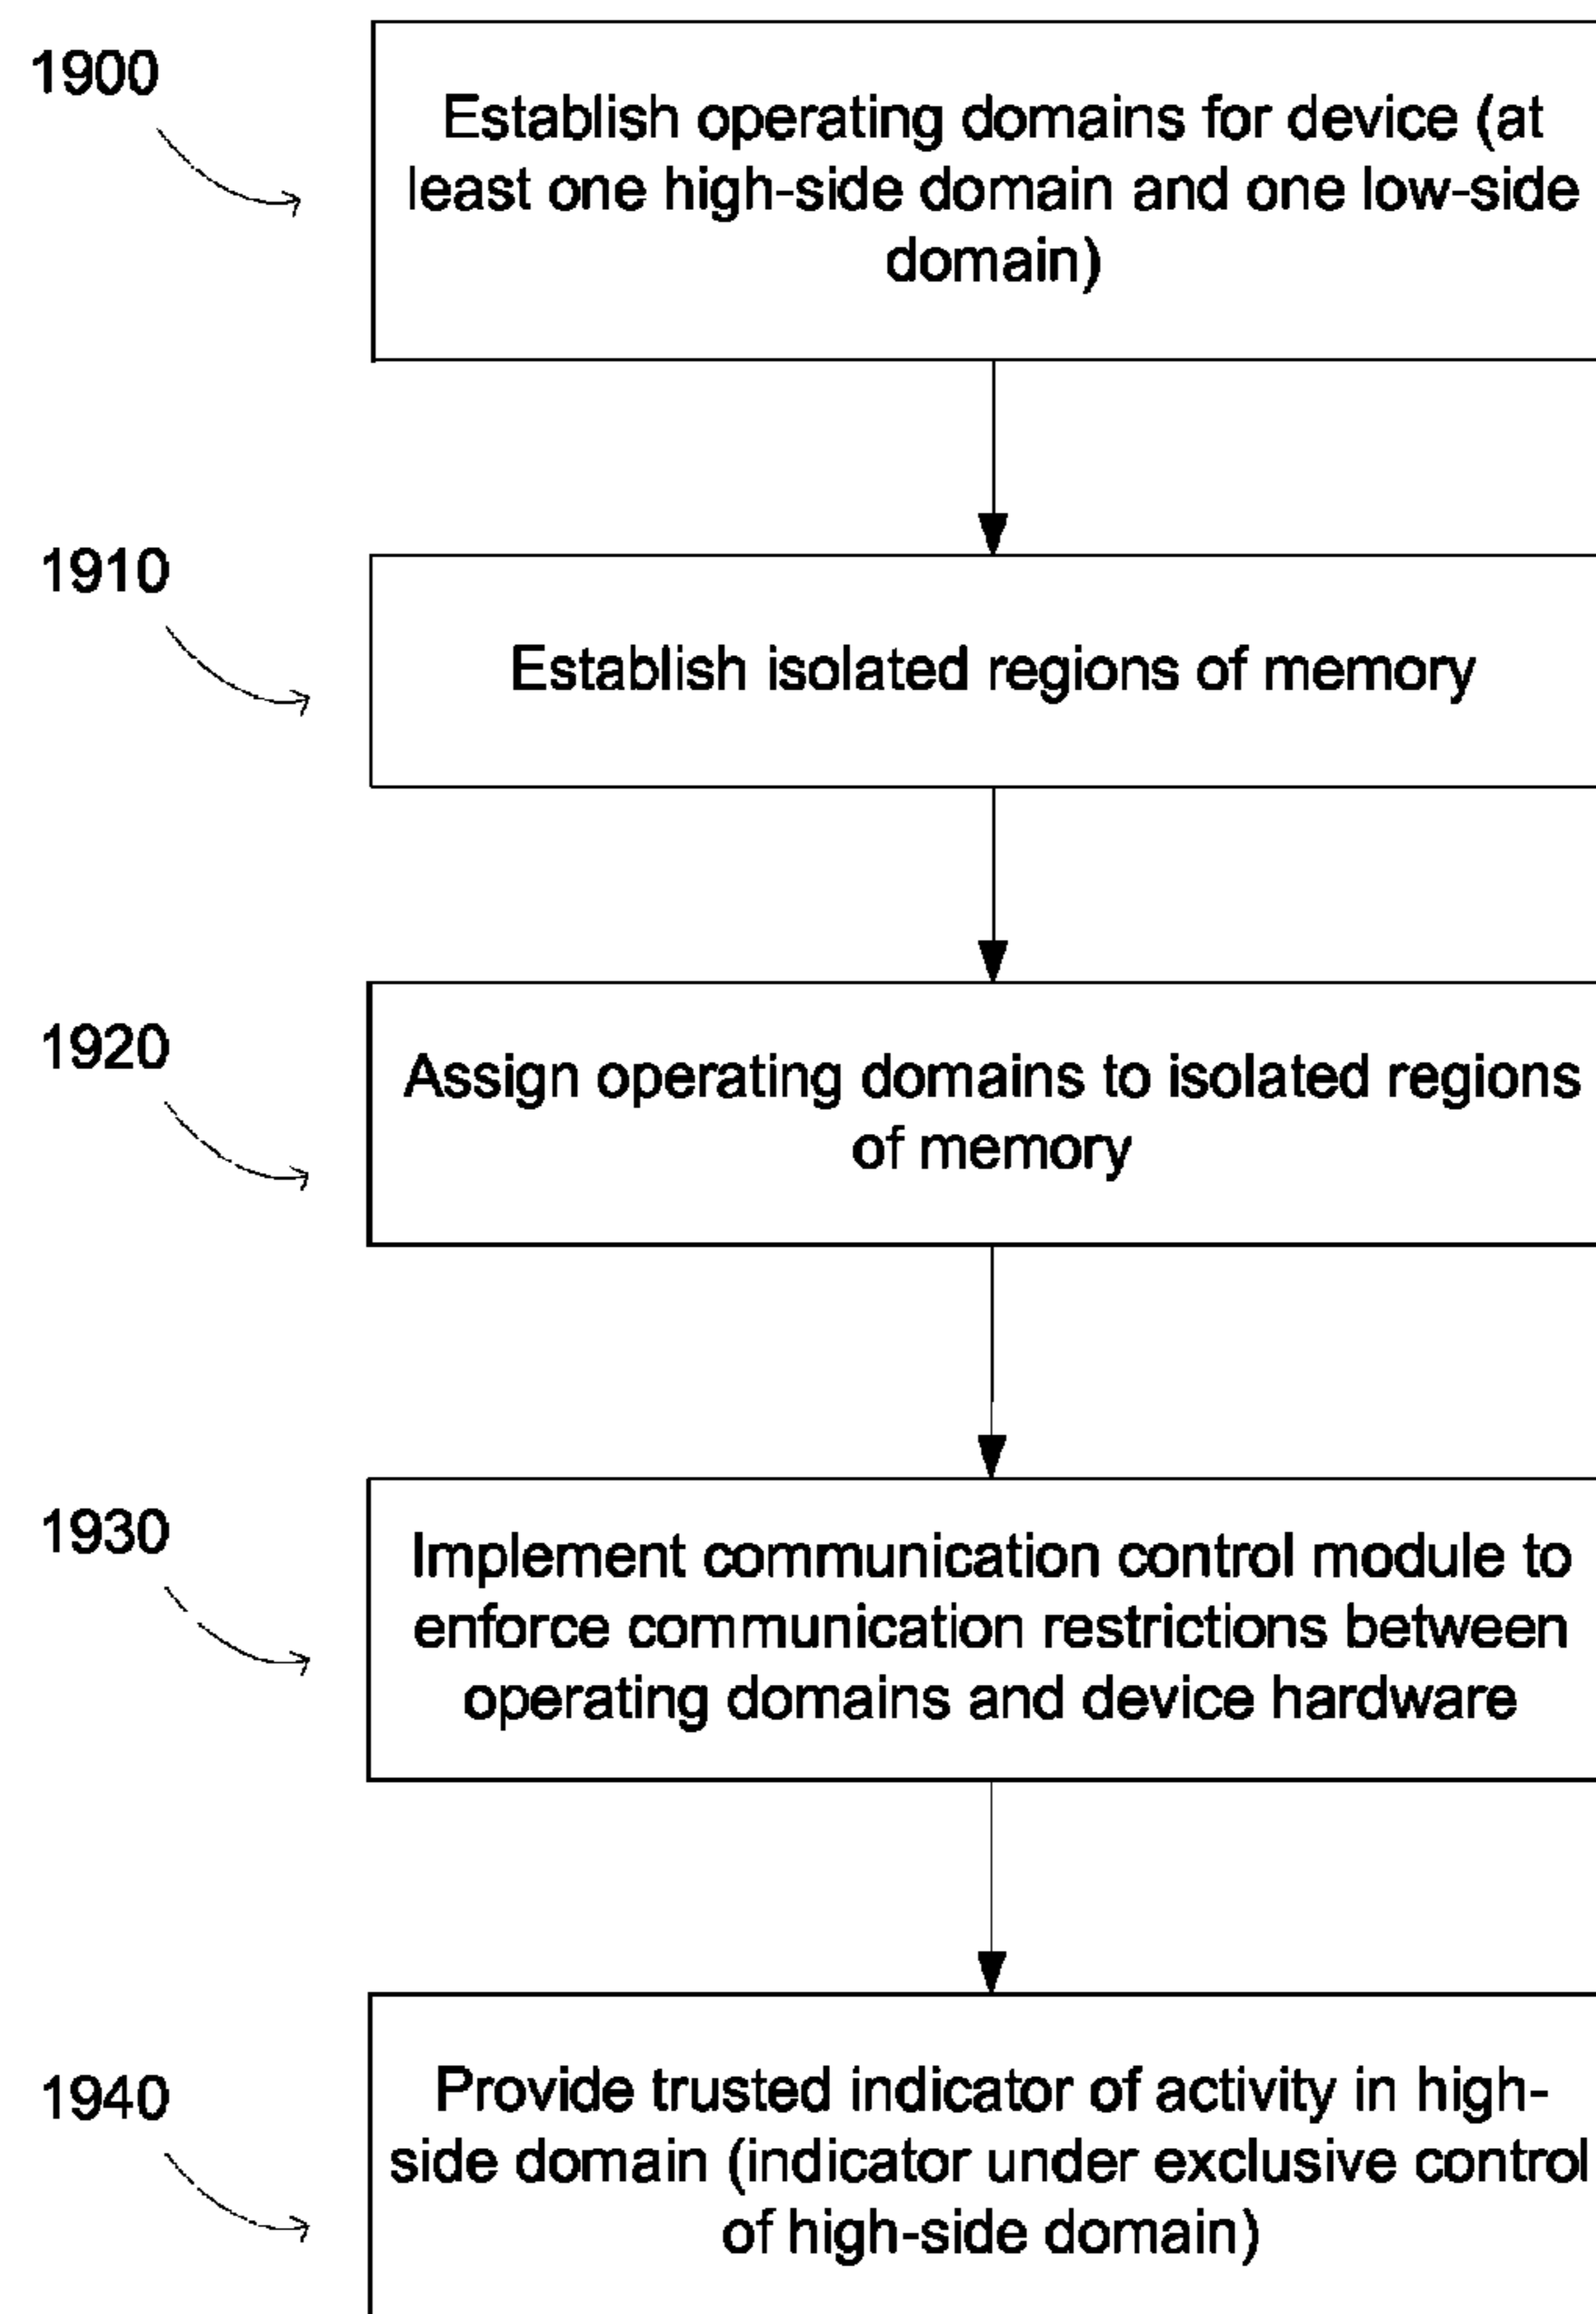 1900
Establish operating domains for device (at
least one high-side domain and one low-side
domain)
1910
Establish isolated regions of memory
1920
Assign operating domains to isolated regions
of memory
1930
Implement communication control module to
enforce communication restrictions between
operating domains and device hardware
1940
Provide trusted indicator of activity in high-
side domain (indicator under exclusive control
of high-side domain)